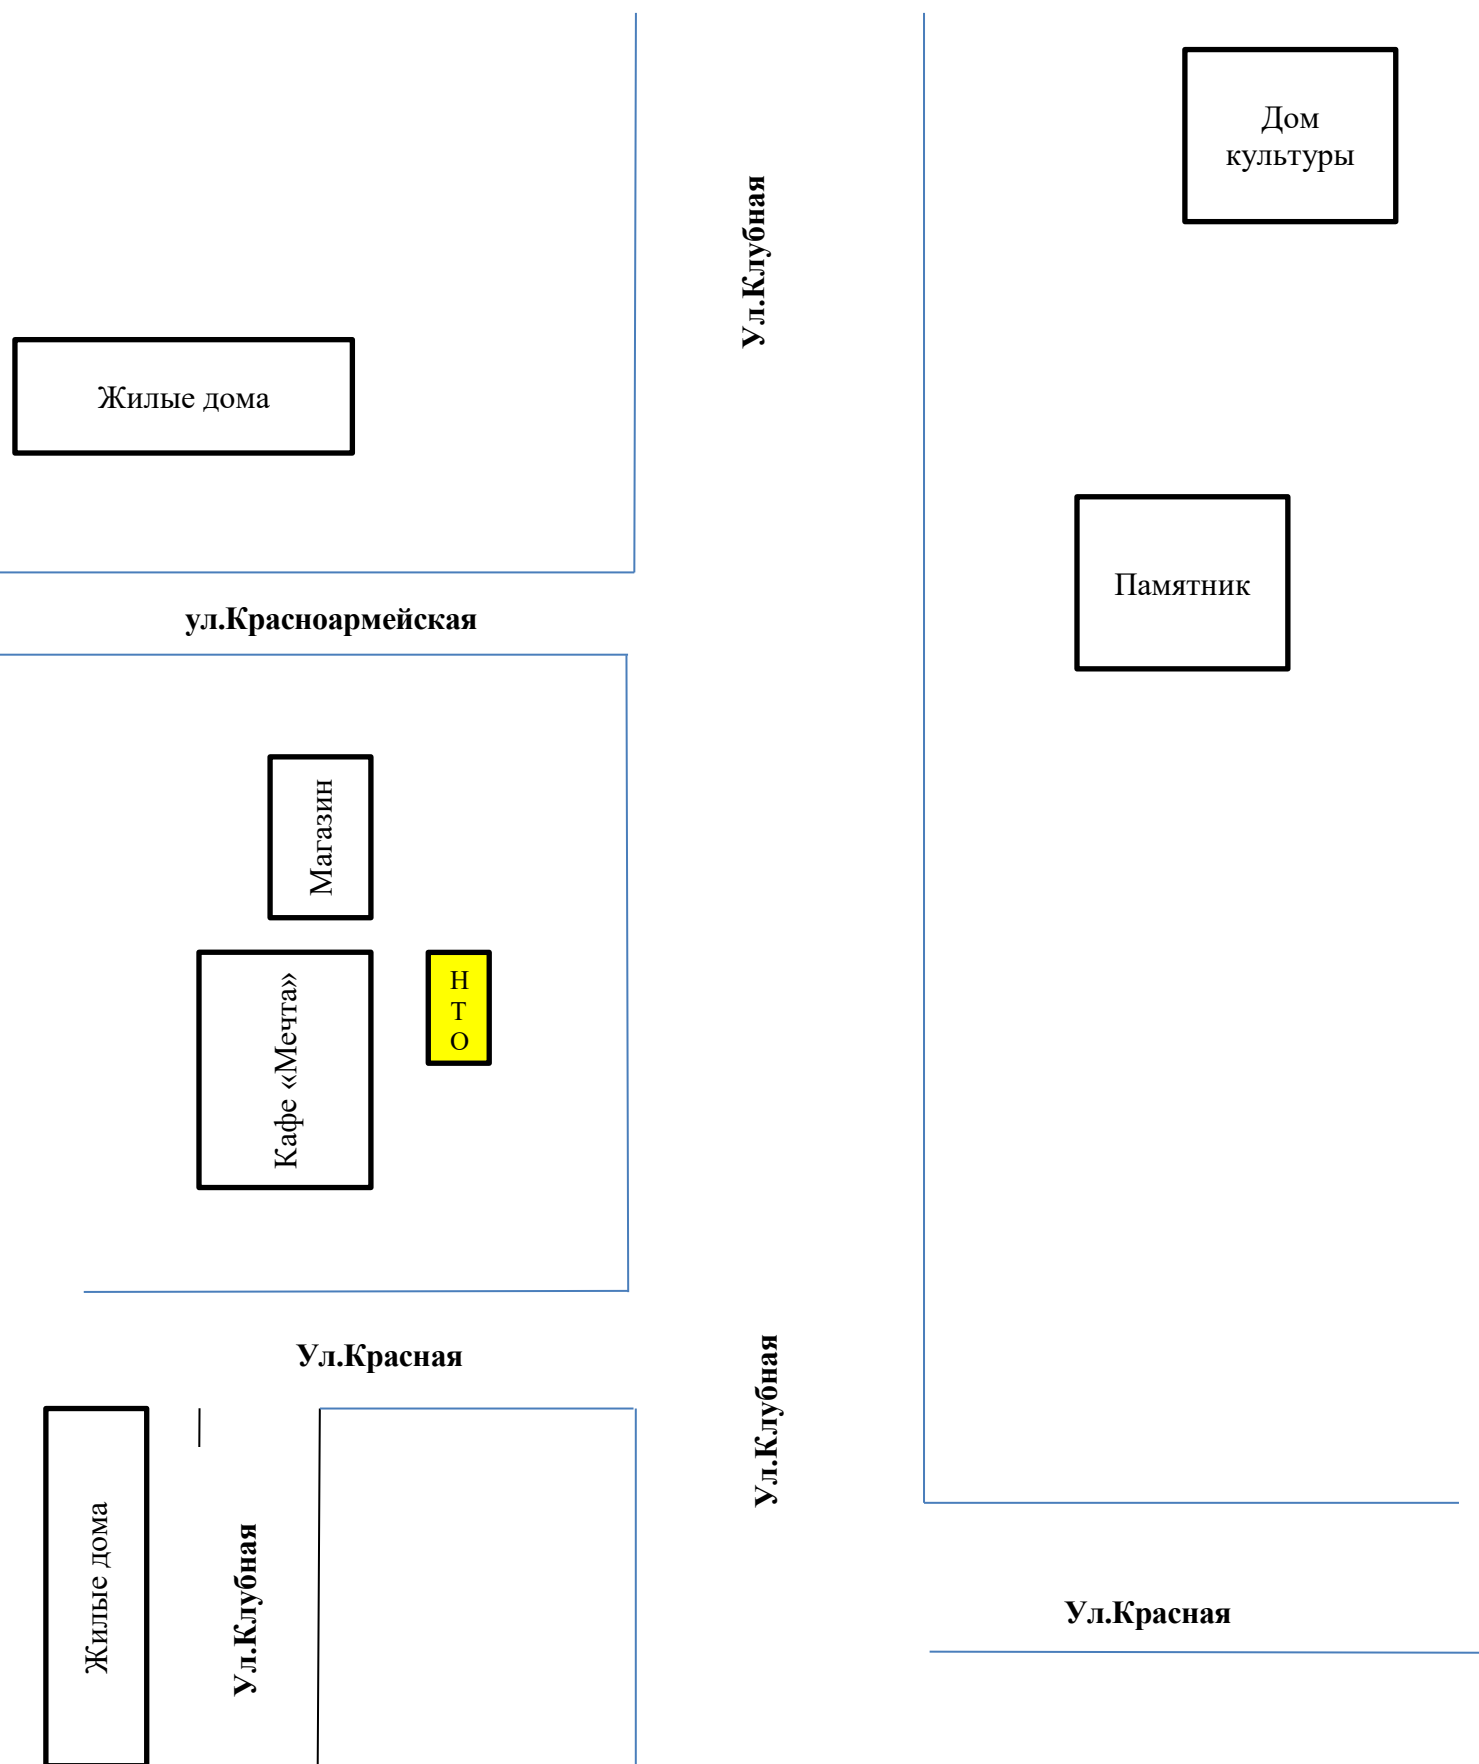 Дом
культуры
Ул.Клубная
Жилые дома
Памятник
ул.Красноармейская
Магазин
Кафе «Мечта»
Н
Т
О
Ул.Красная
Ул.Клубная
Жилые дома
Ул.Клубная
Ул.Красная